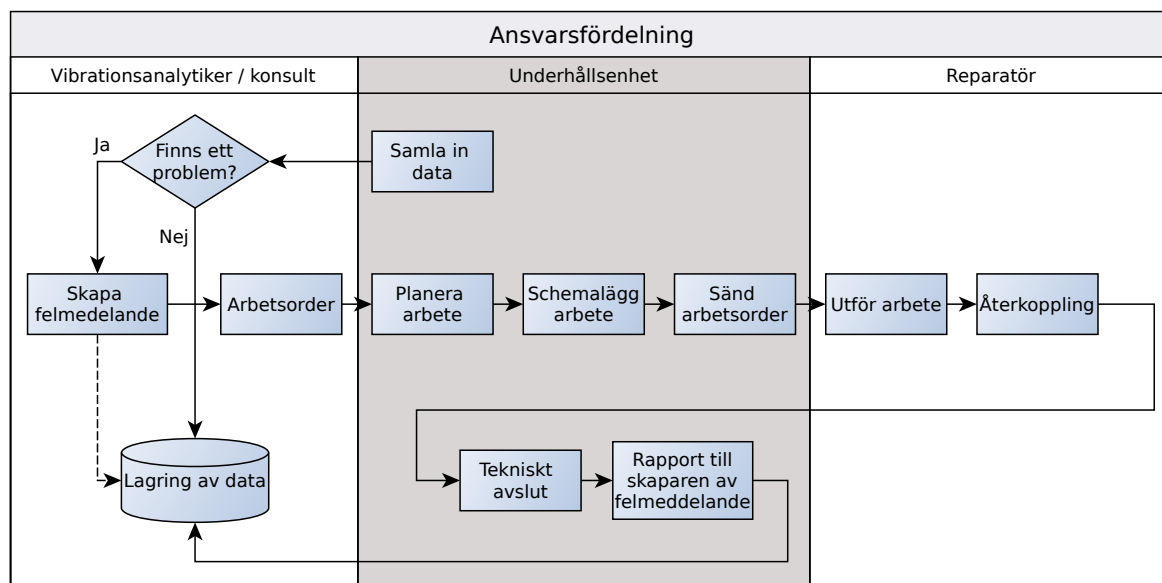 Ansvarsfördelning
Vibrationsanalytiker / konsult
Underhållsenhet
Reparatör
Ja
Finns ett
problem?
Samla in
data
Nej
Skapa
felmedelande
Arbetsorder
Planera
arbete
Schemalägg
arbete
Sänd
arbetsorder
Utför arbete
Återkoppling
Lagring av data
Tekniskt
avslut
Rapport till
skaparen av
felmeddelande